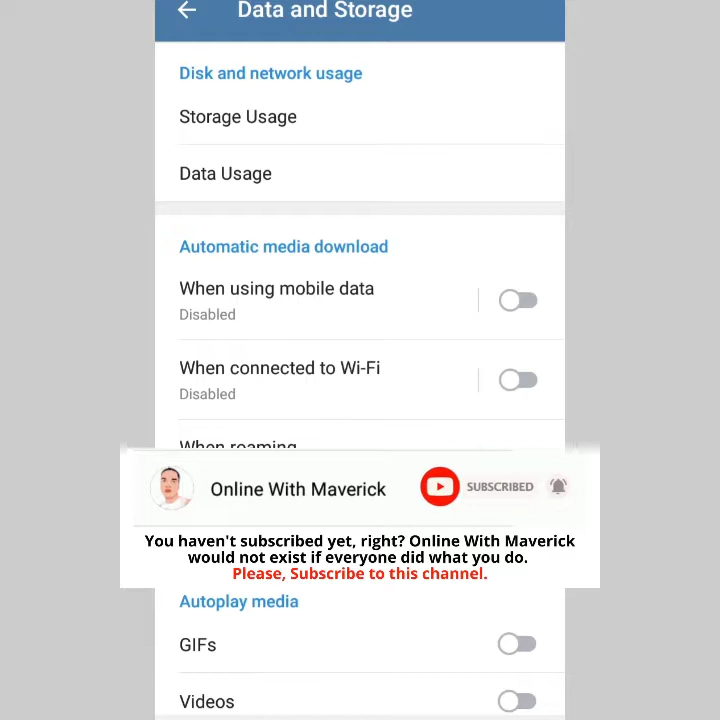 Data and Storage
Disk and network usage
Storage Usage
Data Usage
Automatic media download
When using mobile data
Disabled
When connected to Wi-Fi
Disabled
When roaming
Online With Maverick
SUBSCRIBED
You haven't subscribed yet, right? Online With Maverick
would not exist if everyone did what you do.
Please, Subscribe to this channel.
Autoplay media
GIFs
Videos